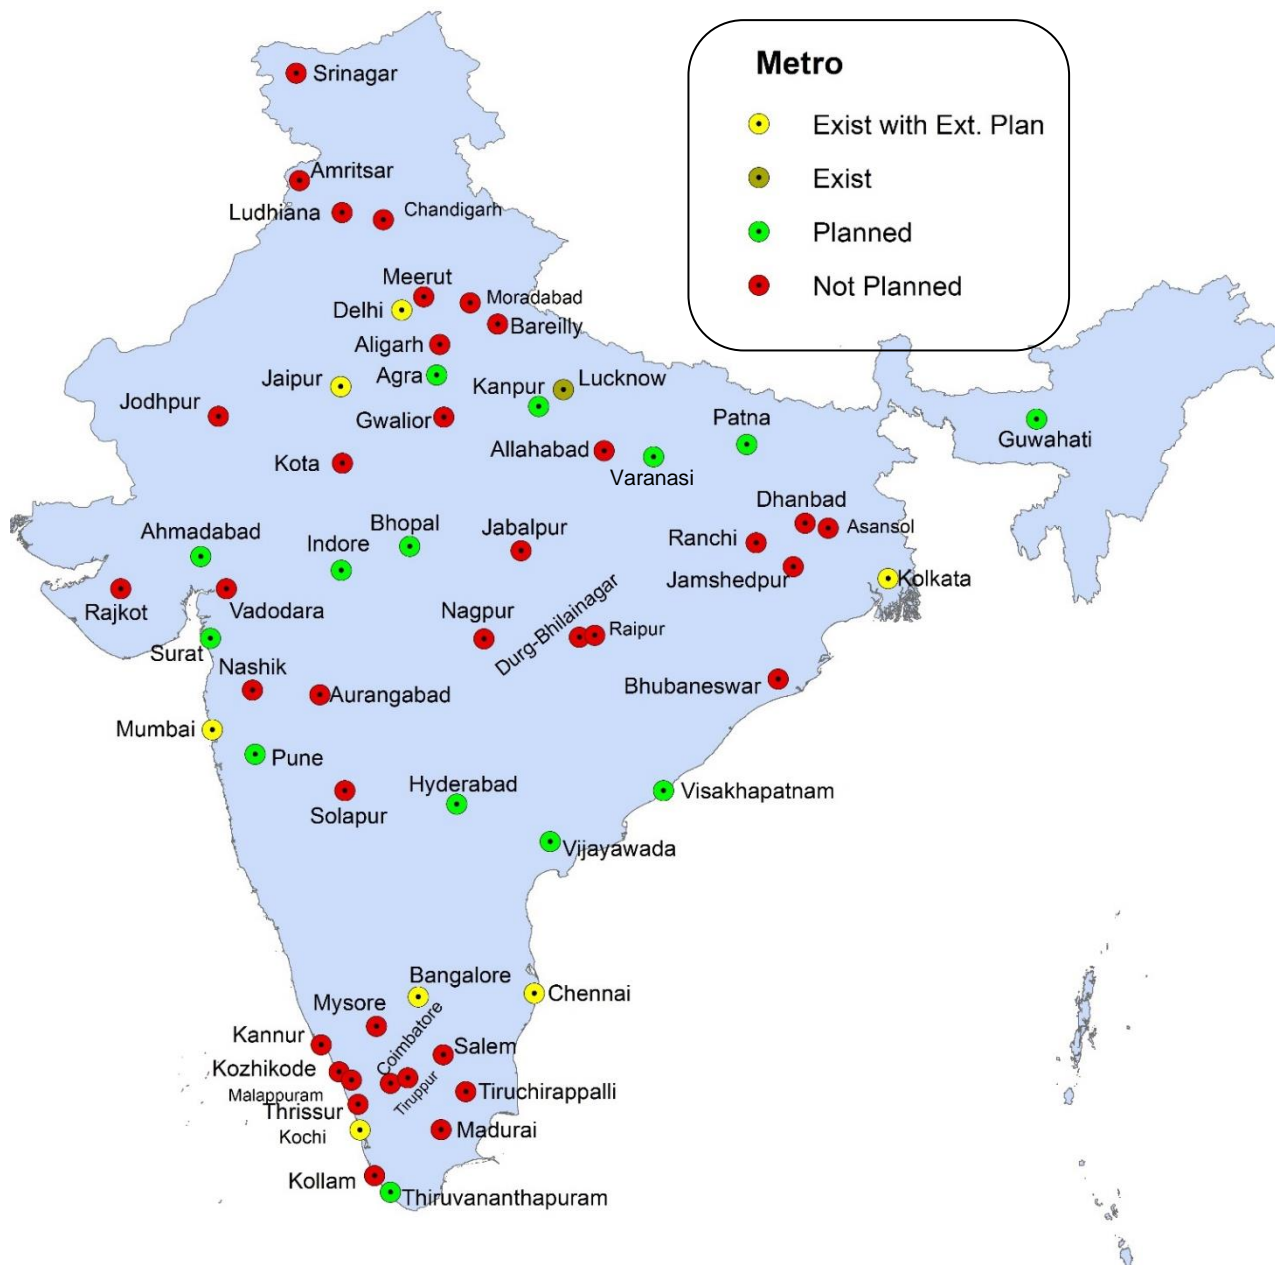 Metro
Exist with Ext. Plan
Exist
Planned
Not Planned
Srinagar
Amritsar
Ludhiana
Chandigarh
Meerut
Delhi
Moradabad
Bareilly
Aligarh
Jaipur
Agra
Kanpur
Lucknow
Jodhpur
Gwalior
Patna
Guwahati
Kota
Allahabad
Varanasi
Dhanbad
Ahmadabad
Bhopal
Jabalpur
Asansol
Indore
Ranchi
Jamshedpur
Kolkata
Rajkot
Vadodara
Nagpur
Durg-Bhilainagar
Raipur
Surat
Nashik
Aurangabad
Bhubaneswar
Mumbai
Pune
Hyderabad
Visakhapatnam
Solapur
Vijayawada
Bangalore
Chennai
Mysore
Coimbatore
Kannur
Salem
Kozhikode
Malappuram
Tiruppur
Tiruchirappalli
Thrissur
Kochi
Madurai
Kollam
Thiruvananthapuram